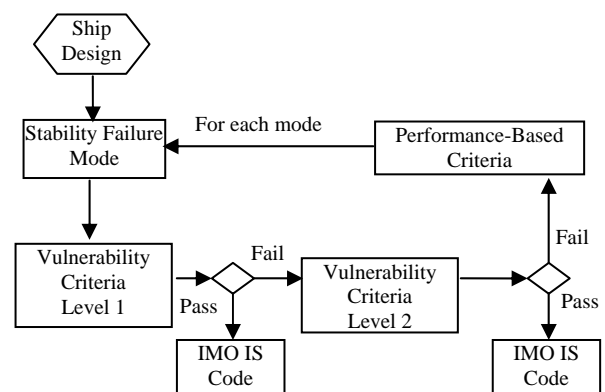 Ship
Design
Stability Failure
Mode
For each mode
Performance-Based
Criteria
Vulnerability
Criteria
Level 1
Fail
Pass
Vulnerability
Criteria
Level 2
Fail
Pass
IMO IS
Code
IMO IS
Code